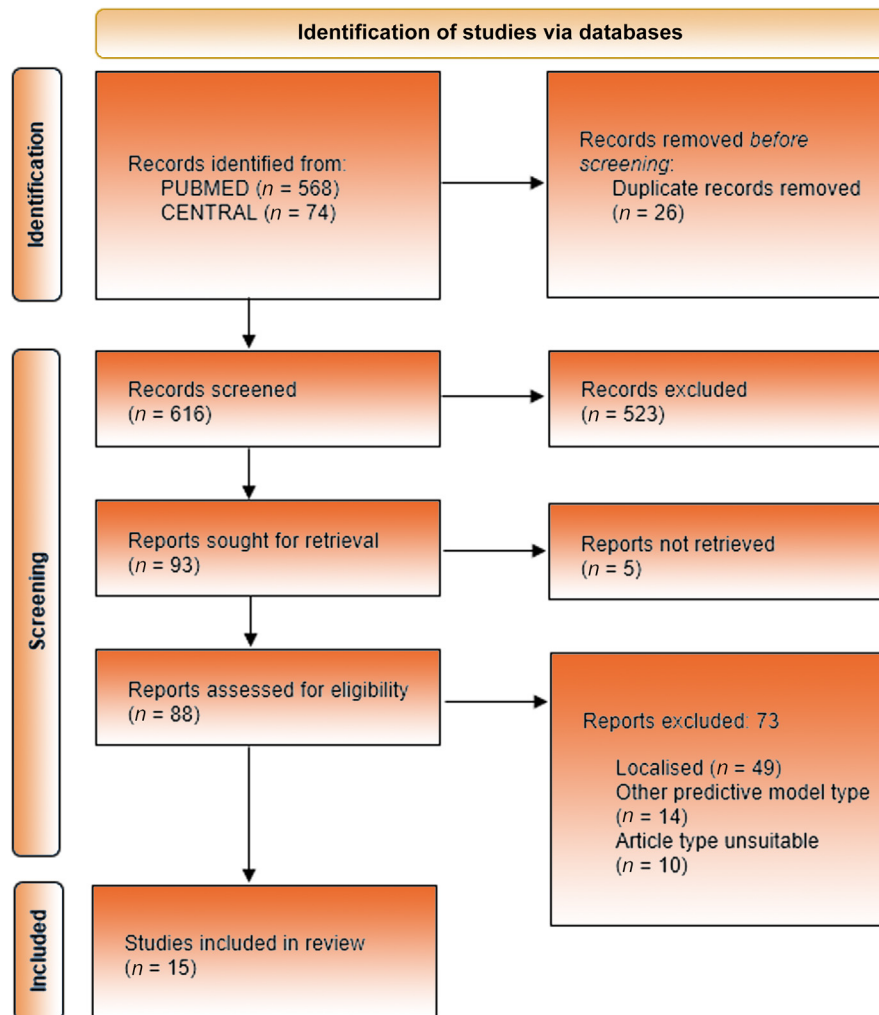 Identification of studies via databases
Identification
Records identified from:
PUBMED (n = 568)
CENTRAL (n = 74)
Records removed before
screening:
Duplicate records removed
(n = 26)
Screening
Records screened
(n = 616)
Records excluded
(n = 523)
Reports sought for retrieval
(n = 93)
Reports not retrieved
(n = 5)
Reports assessed for eligibility
(n = 88)
Reports excluded: 73
Localised (n = 49)
Other predictive model type
(n = 14)
Article type unsuitable
(n = 10)
Included
Studies included in review
(n = 15)